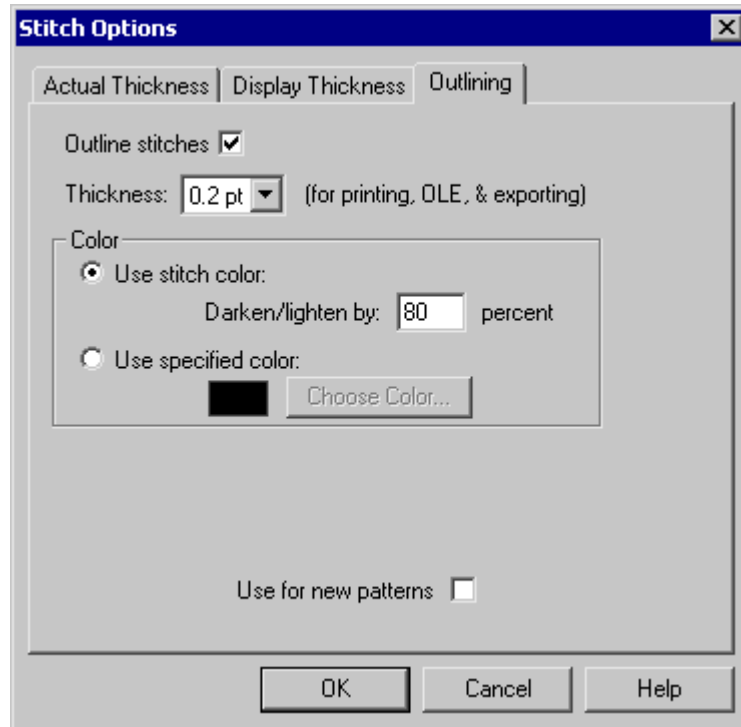 Stitch Options
Actual Thickness Display Thickness Outlining
Outline stitches
Thickness: 0.2 pt (for printing, OLE, & exporting)
Color
Use stitch color:
Darken/lighten by: 80 percent
Use specified color:
Choose Color...
Use for new patterns
OK Cancel Help